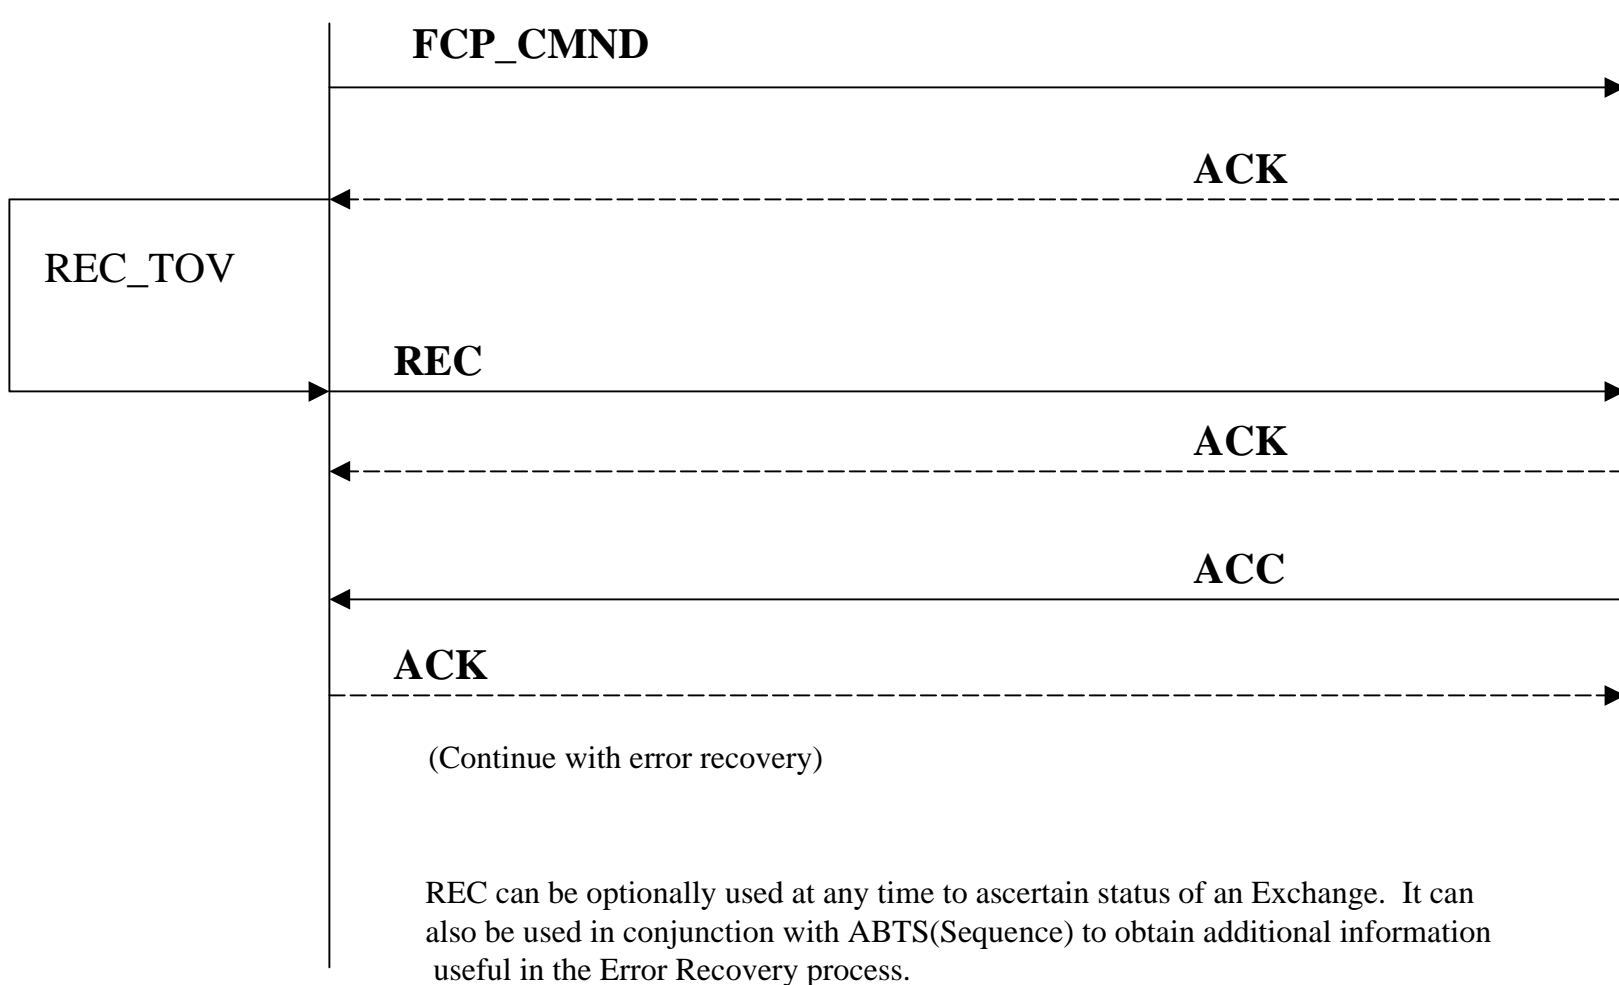 FCP_CMND
ACK
REC_TOV
REC
ACK
ACC
ACK
(Continue with error recovery)
REC can be optionally used at any time to ascertain status of an Exchange.  It can
also be used in conjunction with ABTS(Sequence) to obtain additional information
useful in the Error Recovery process.